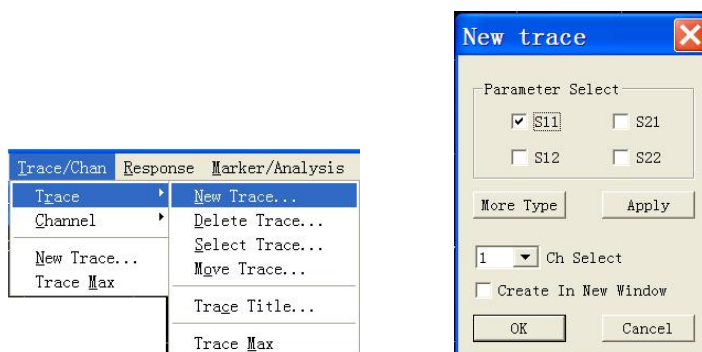 Trace/Chan Response Marker/Analysis
Trace
Channel
New Trace...
Trace Max
New Trace...
Delete Trace...
Select Trace...
Move Trace...
Trace Title...
Trace Max
New trace
Parameter Select
S11 S21
S12 S22
More Type Apply
1 Ch Select
Create In New Window
OK Cancel